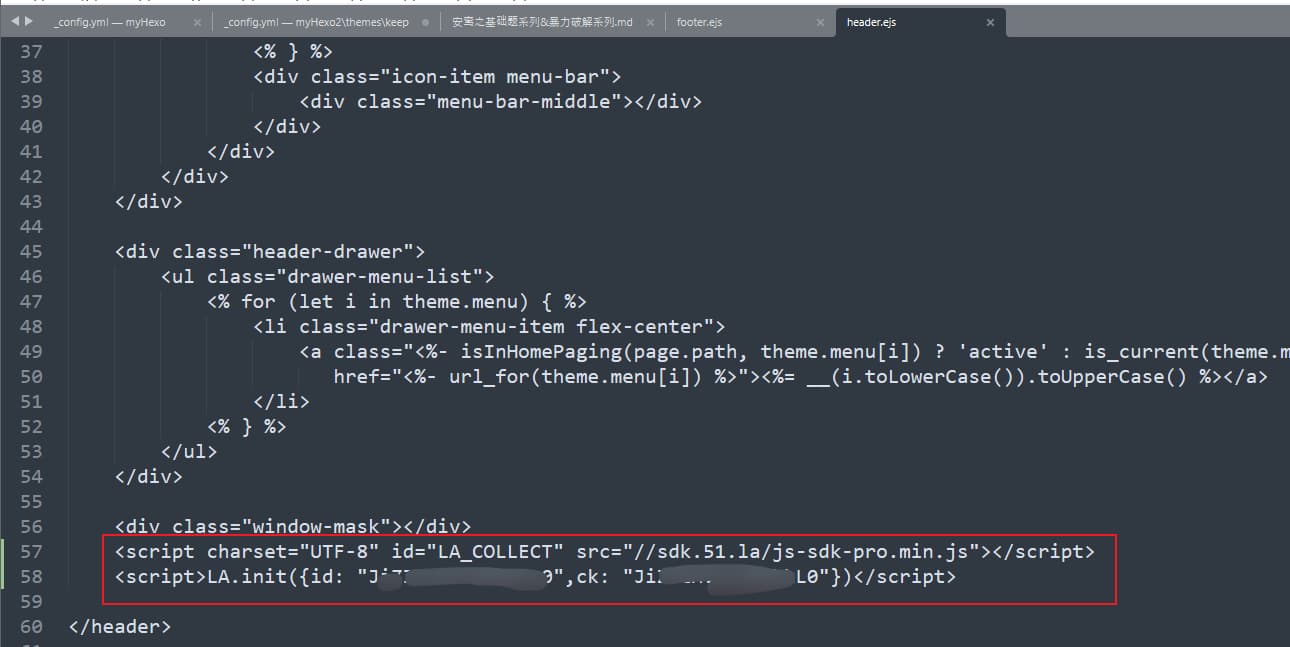 _config.yml — myHexo
_config.yml — myHexo2\themes\keep
安鸾之基础题系列&暴力破解系列.md
footer.ejs
header.ejs
37 <% } %>
38 <div class="icon-item menu-bar">
39 <div class="menu-bar-middle"></div>
40 </div>
41 </div>
42 </div>
43 </div>
44
45 <div class="header-drawer">
46 <ul class="drawer-menu-list">
47 <% for (let i in theme.menu) { %>
48 <li class="drawer-menu-item flex-center">
49 <a class="<%- isInHomePaging(page.path, theme.menu[i]) ? 'active' : is_current(theme.m
50 href="<%- url_for(theme.menu[i]) %>"><%= __(i.toLowerCase()).toUpperCase() %></a>
51 </li>
52 <% } %>
53 </ul>
54 </div>
55
56 <div class="window-mask"></div>
57 <script charset="UTF-8" id="LA_COLLECT" src="//sdk.51.la/js-sdk-pro.min.js"></script>
58 <script>LA.init({id: ",ck: "L0"})</script>
59
60 </header>